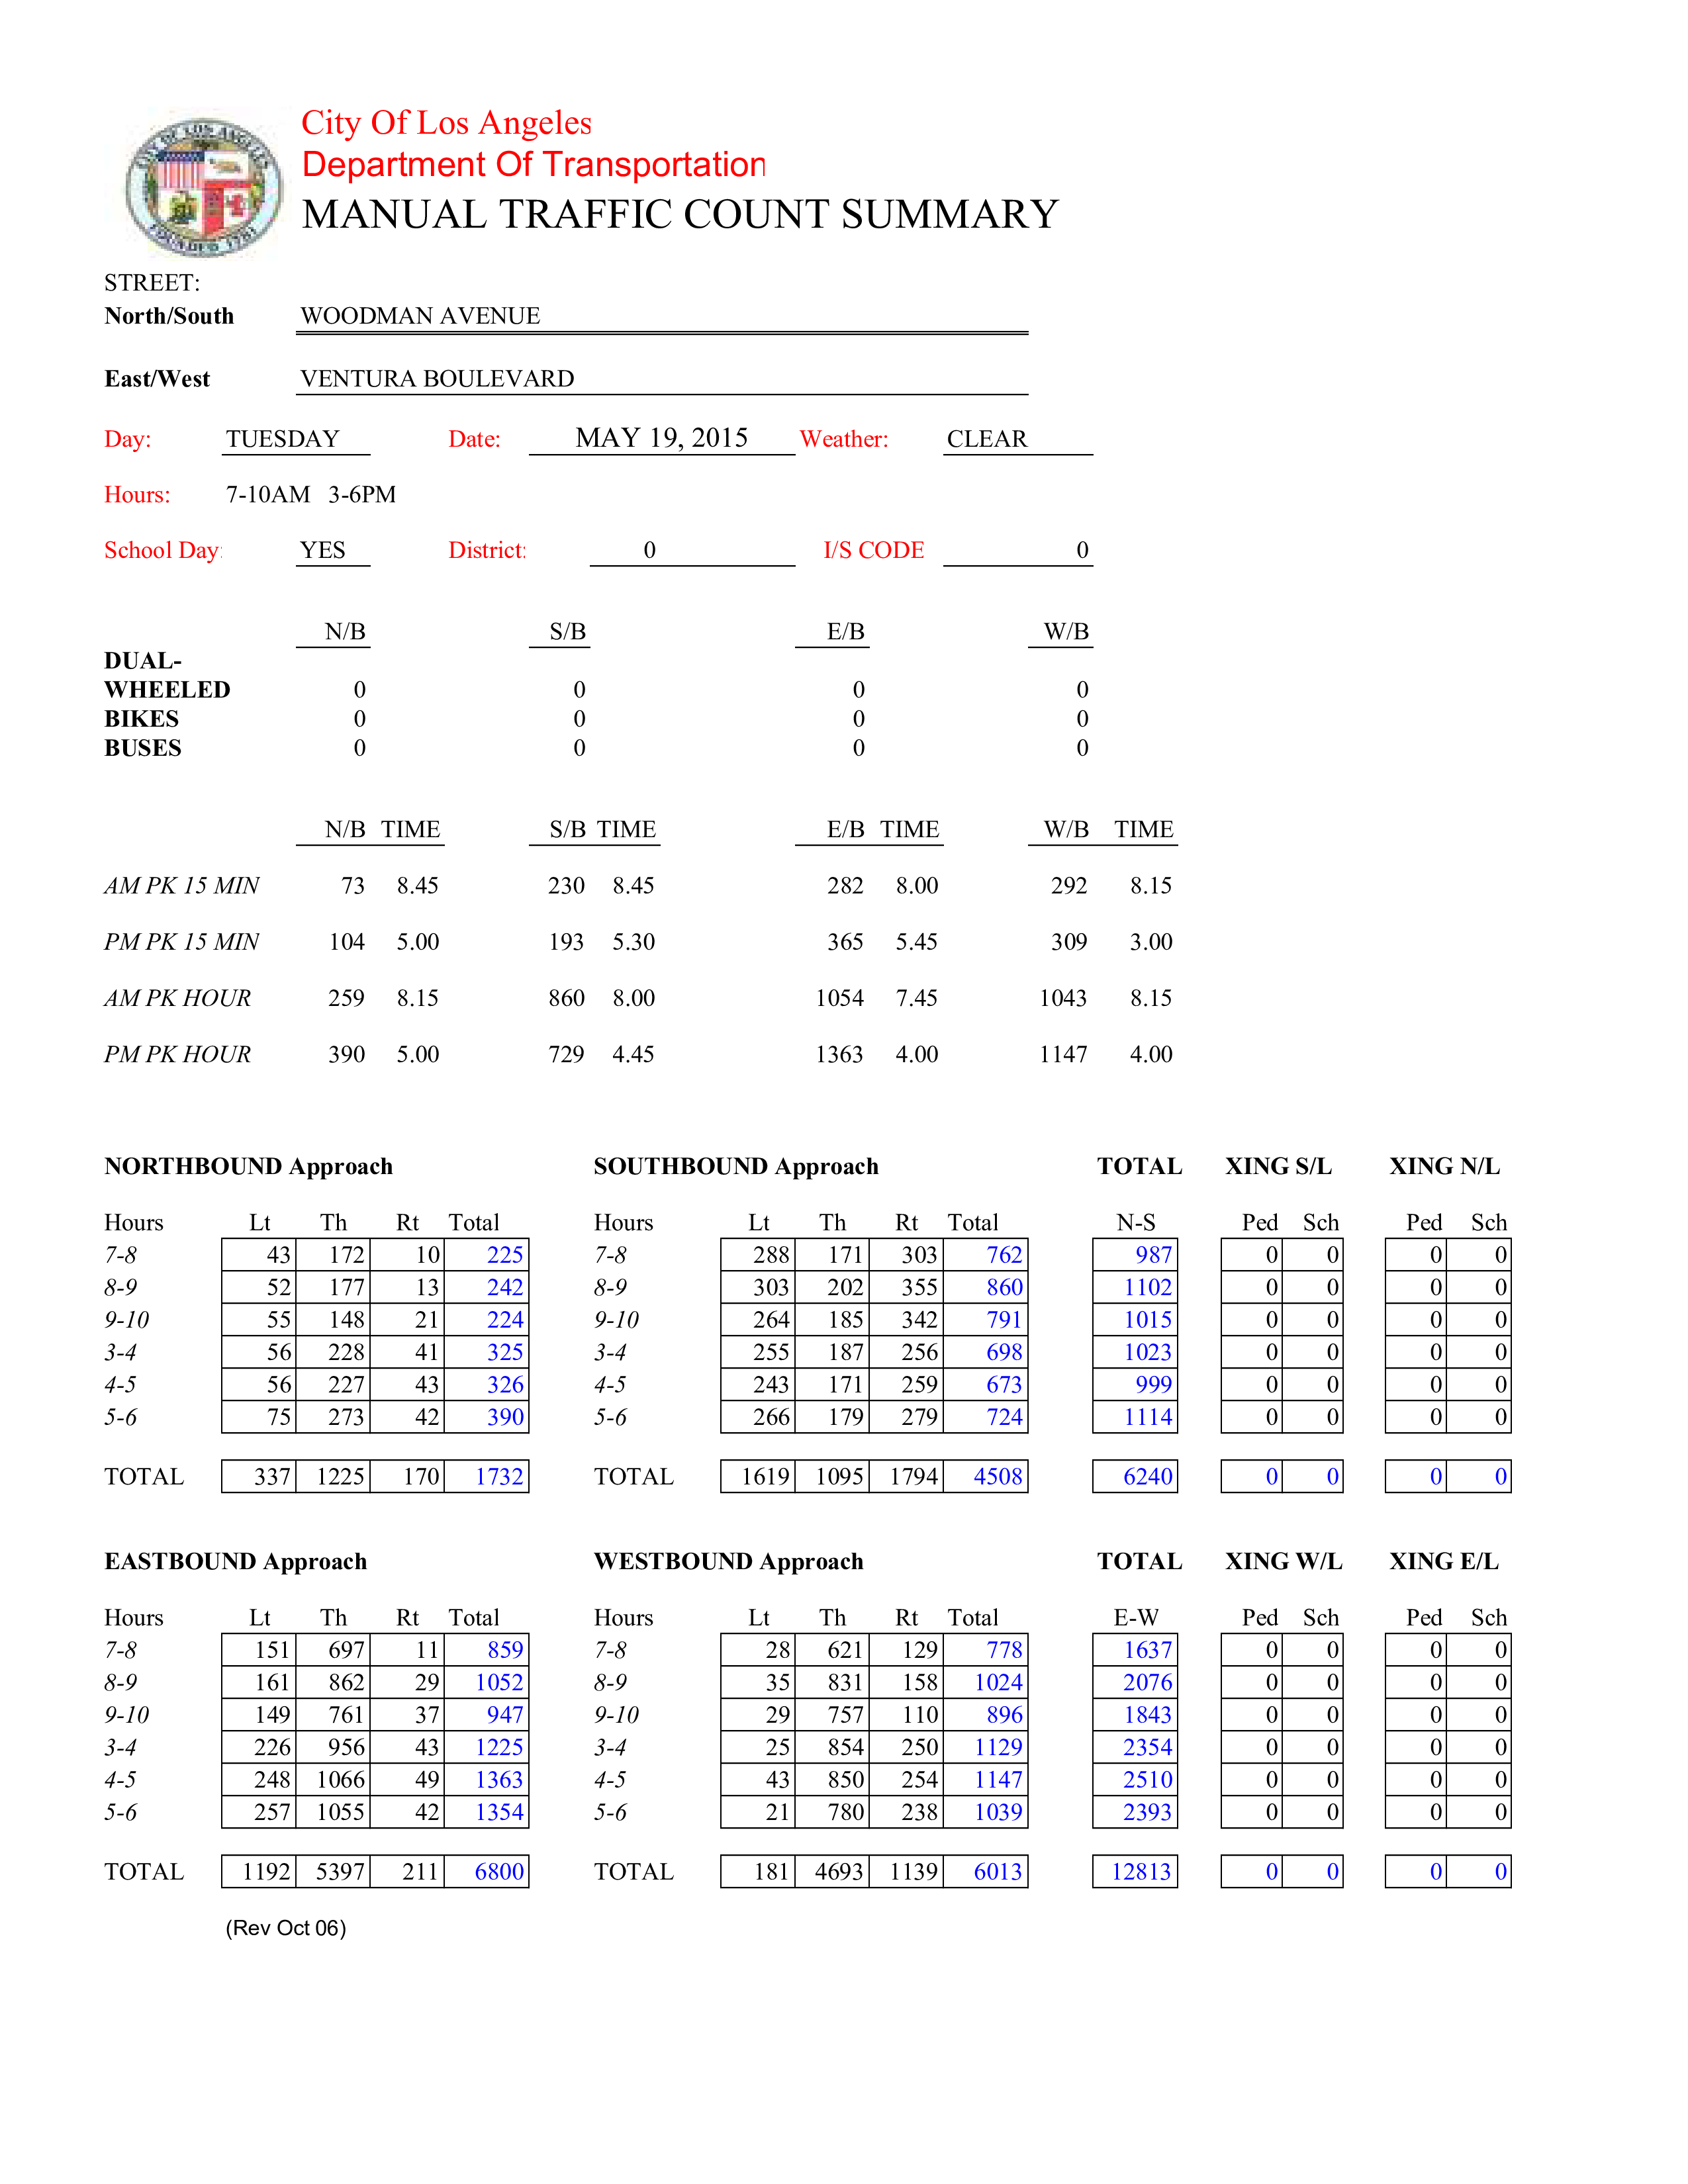 City Of Los Angeles
Department Of Transportation
MANUAL TRAFFIC COUNT SUMMARY
STREET:
North/South WOODMAN AVENUE
East/West VENTURA BOULEVARD
Day: TUESDAY Date: MAY 19, 2015 Weather: CLEAR
Hours: 7-10AM 3-6PM
School Day: YES District: 0 I/S CODE 0
N/B S/B E/B W/B
DUAL-
WHEELED 0 0 0 0
BIKES 0 0 0 0
BUSES 0 0 0 0
N/B TIME S/B TIME E/B TIME W/B TIME
AM PK 15 MIN 73 8.45 230 8.45 282 8.00 292 8.15
PM PK 15 MIN 104 5.00 193 5.30 365 5.45 309 3.00
AM PK HOUR 259 8.15 860 8.00 1054 7.45 1043 8.15
PM PK HOUR 390 5.00 729 4.45 1363 4.00 1147 4.00
NORTHBOUND Approach SOUTHBOUND Approach TOTAL XING S/L XING N/L
Hours Lt Th Rt Total Hours Lt Th Rt Total N-S Ped Sch Ped Sch
7-8 43 172 10 225 7-8 288 171 303 762 987 0 0 0 0
8-9 52 177 13 242 8-9 303 202 355 860 1102 0 0 0 0
9-10 55 148 21 224 9-10 264 185 342 791 1015 0 0 0 0
3-4 56 228 41 325 3-4 255 187 256 698 1023 0 0 0 0
4-5 56 227 43 326 4-5 243 171 259 673 999 0 0 0 0
5-6 75 273 42 390 5-6 266 179 279 724 1114 0 0 0 0
TOTAL 337 1225 170 1732 TOTAL 1619 1095 1794 4508 6240 0 0 0 0
EASTBOUND Approach WESTBOUND Approach TOTAL XING W/L XING E/L
Hours Lt Th Rt Total Hours Lt Th Rt Total E-W Ped Sch Ped Sch
7-8 151 697 11 859 7-8 28 621 129 778 1637 0 0 0 0
8-9 161 862 29 1052 8-9 35 831 158 1024 2076 0 0 0 0
9-10 149 761 37 947 9-10 29 757 110 896 1843 0 0 0 0
3-4 226 956 43 1225 3-4 25 854 250 1129 2354 0 0 0 0
4-5 248 1066 49 1363 4-5 43 850 254 1147 2510 0 0 0 0
5-6 257 1055 42 1354 5-6 21 780 238 1039 2393 0 0 0 0
TOTAL 1192 5397 211 6800 TOTAL 181 4693 1139 6013 12813 0 0 0 0
(Rev Oct 06)